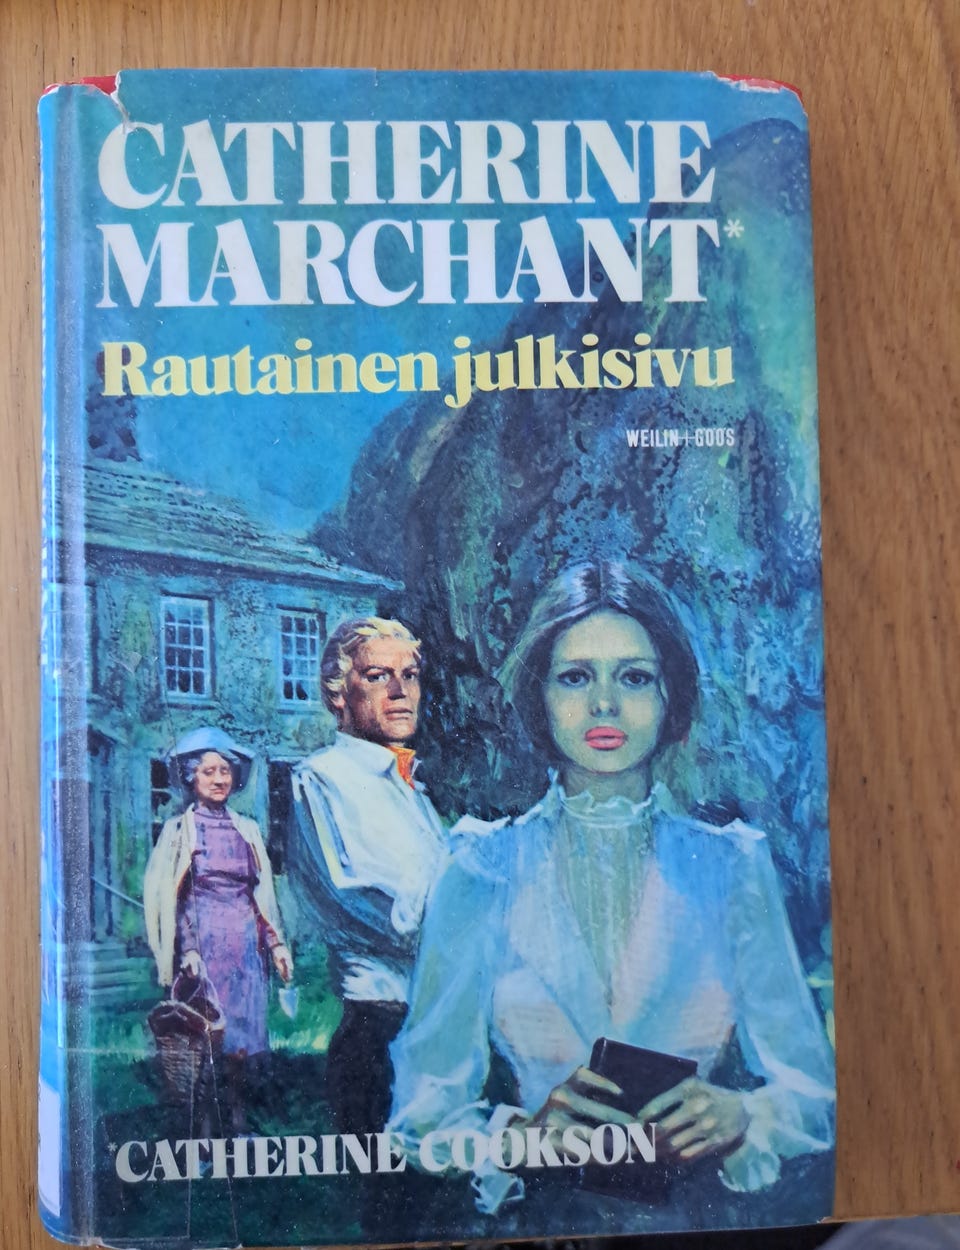 CATHERINE
MARCHANT*
Rautainen julkisivu
WEILIN+GÖÖS
*CATHERINE COOKSON